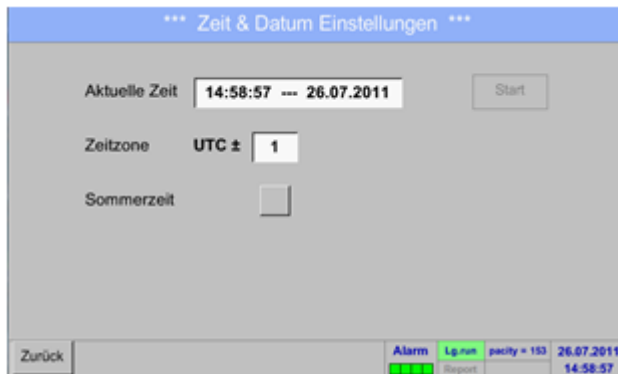 *** Zeit & Datum Einstellungen ***
Aktuelle Zeit 14:58:57 --- 26.07.2011 Start
Zeitzone UTC ± 1
Sommerzeit
Zurück Alarm Lg.run pacity = 153 26.07.2011
Report 14:58:57